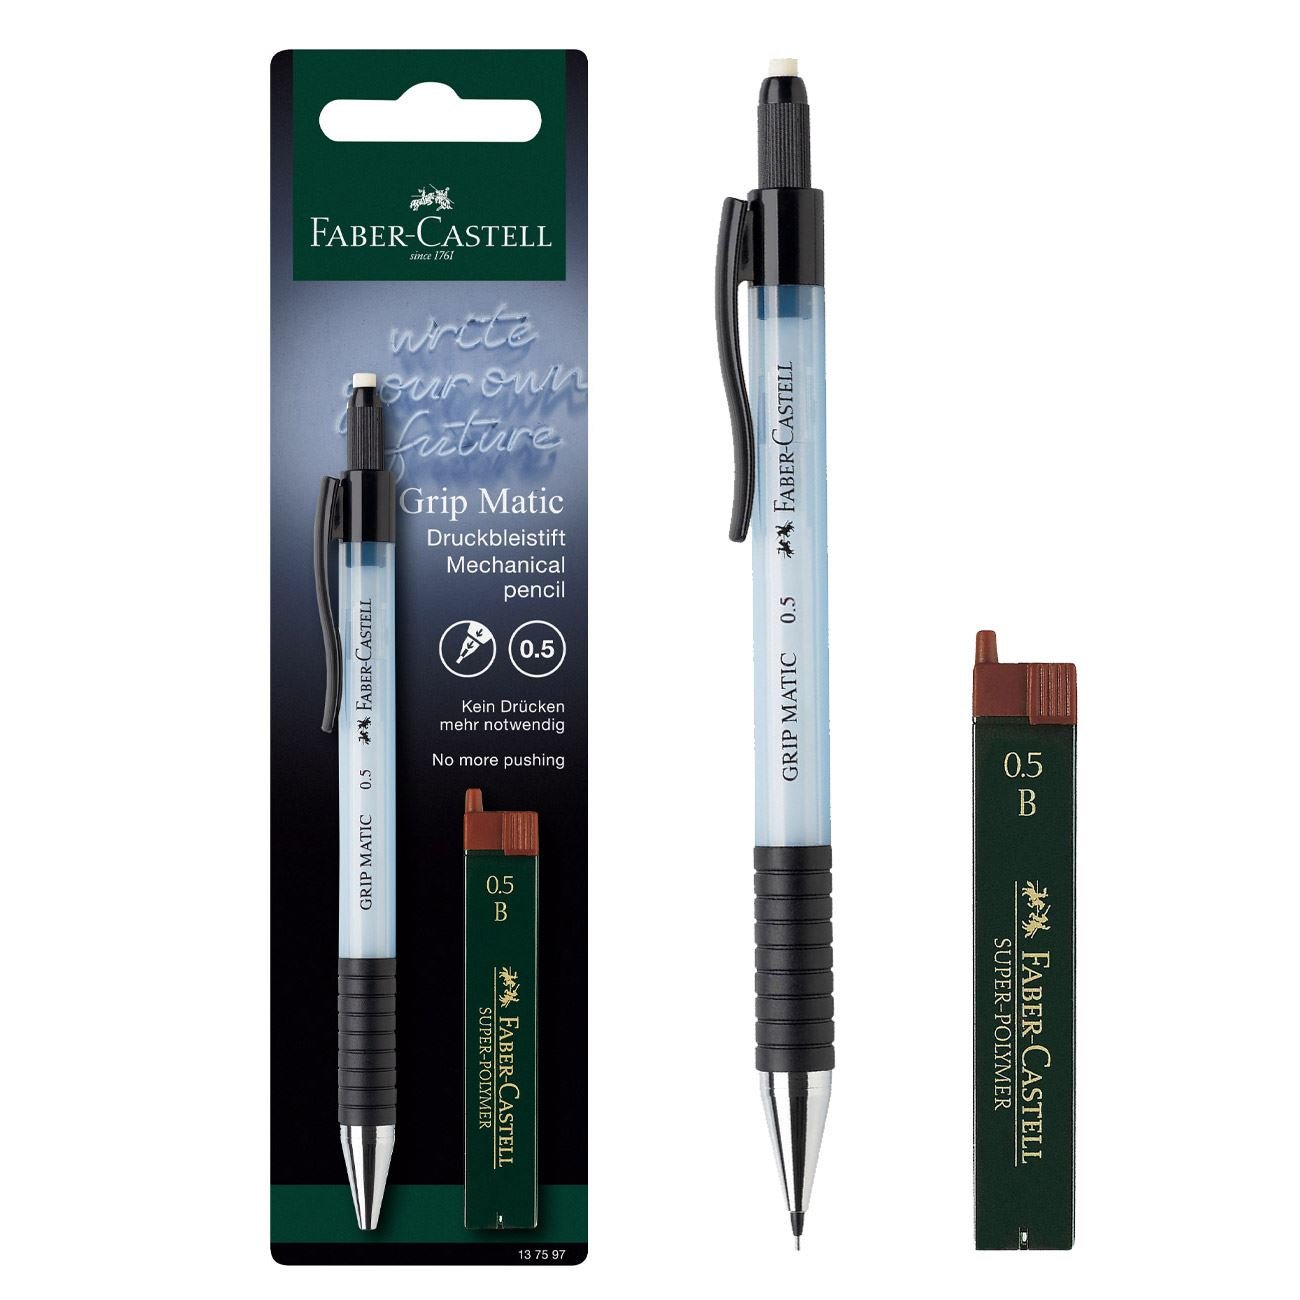 FABER-CASTELL
since 1761
write
your own
future
Grip Matic
Druckbleistift
Mechanical
pencil
0.5
Kein Drücken
mehr notwendig
No more pushing
GRIP MATIC 0.5 FABER-CASTELL
0.5
B
FABER-CASTELL
SUPER-POLYMER
13 75 97
GRIP MATIC 0.5 FABER-CASTELL
0.5
B
FABER-CASTELL
SUPER-POLYMER